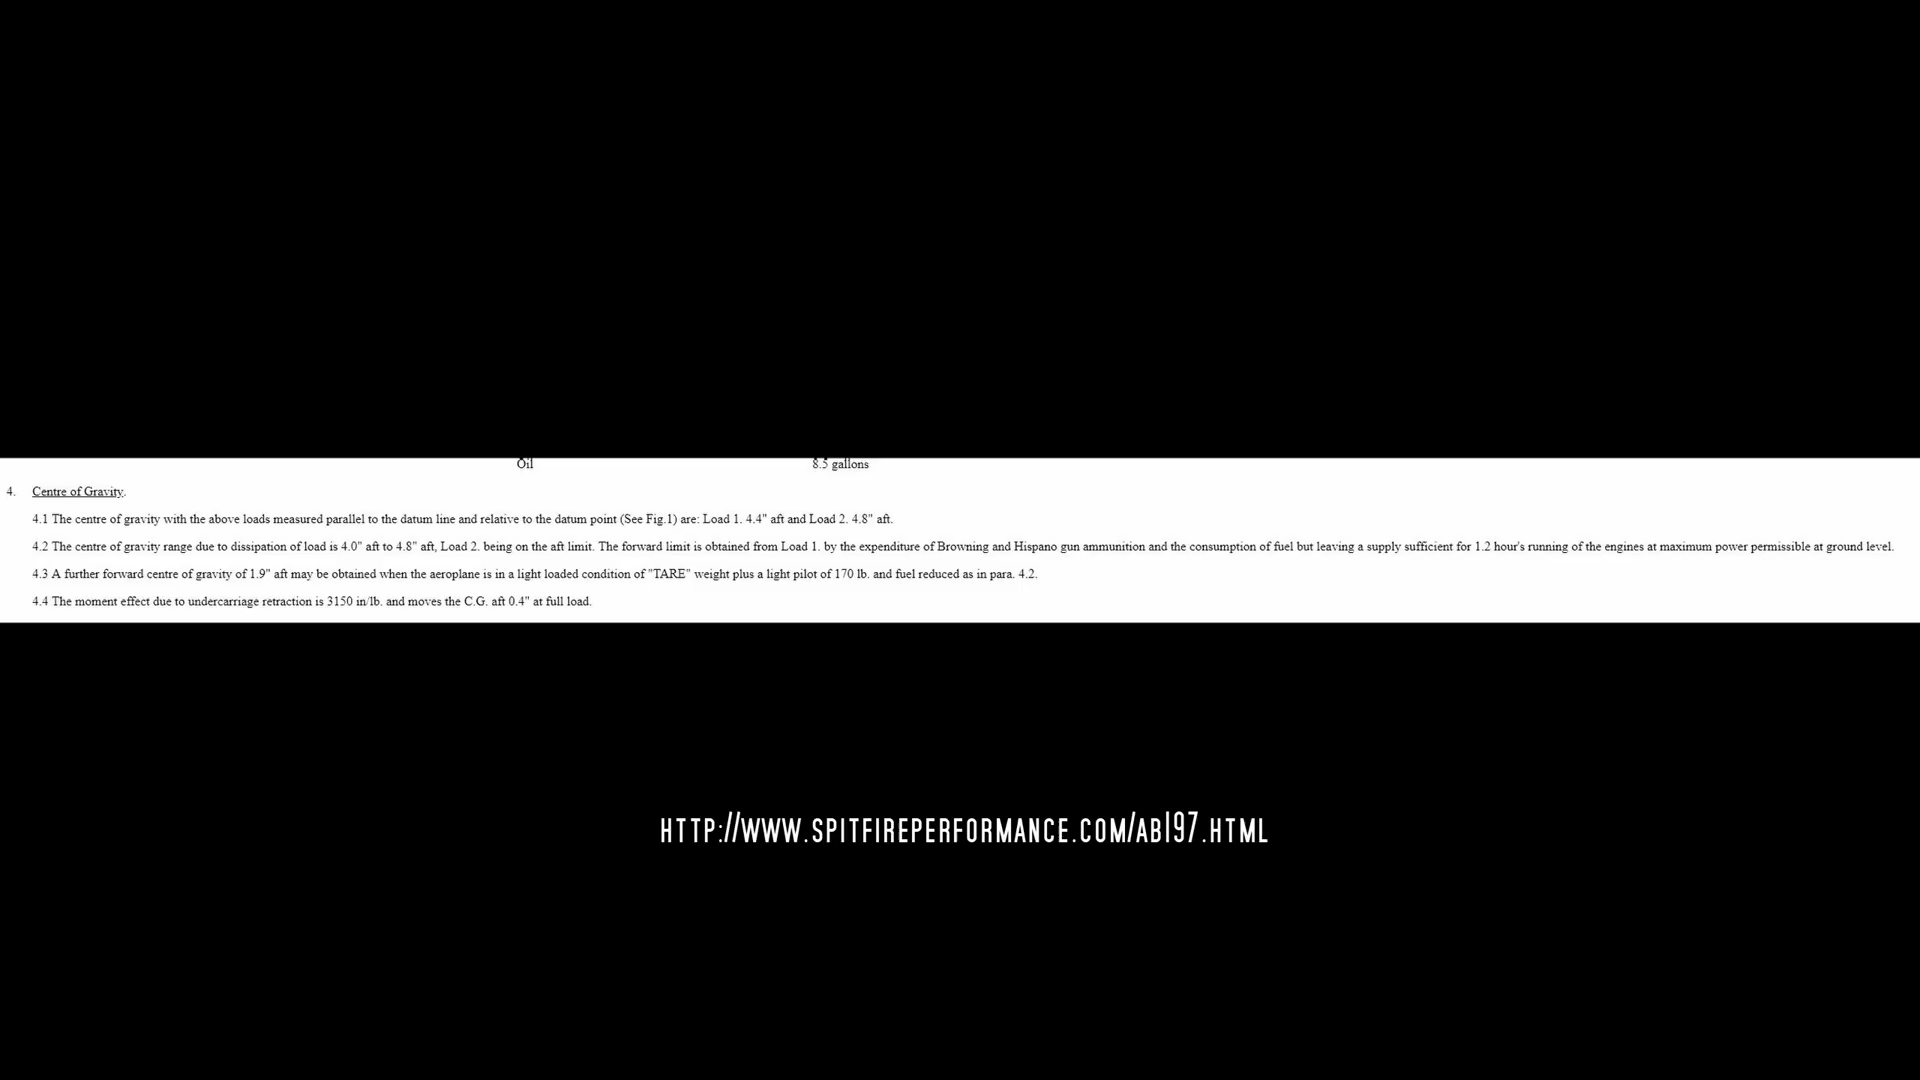 Oil 8.5 gallons
4. Centre of Gravity.
4.1 The centre of gravity with the above loads measured parallel to the datum line and relative to the datum point (See Fig.1) are: Load 1. 4.4" aft and Load 2. 4.8" aft.
4.2 The centre of gravity range due to dissipation of load is 4.0" aft to 4.8" aft, Load 2. being on the aft limit. The forward limit is obtained from Load 1. by the expenditure of Browning and Hispano gun ammunition and the consumption of fuel but leaving a supply sufficient for 1.2 hour's running of the engines at maximum power permissible at ground level.
4.3 A further forward centre of gravity of 1.9" aft may be obtained when the aeroplane is in a light loaded condition of "TARE" weight plus a light pilot of 170 lb. and fuel reduced as in para. 4.2.
4.4 The moment effect due to undercarriage retraction is 3150 in/lb. and moves the C.G. aft 0.4" at full load.
HTTP://WWW.SPITFIREPERFORMANCE.COM/AB197.HTML